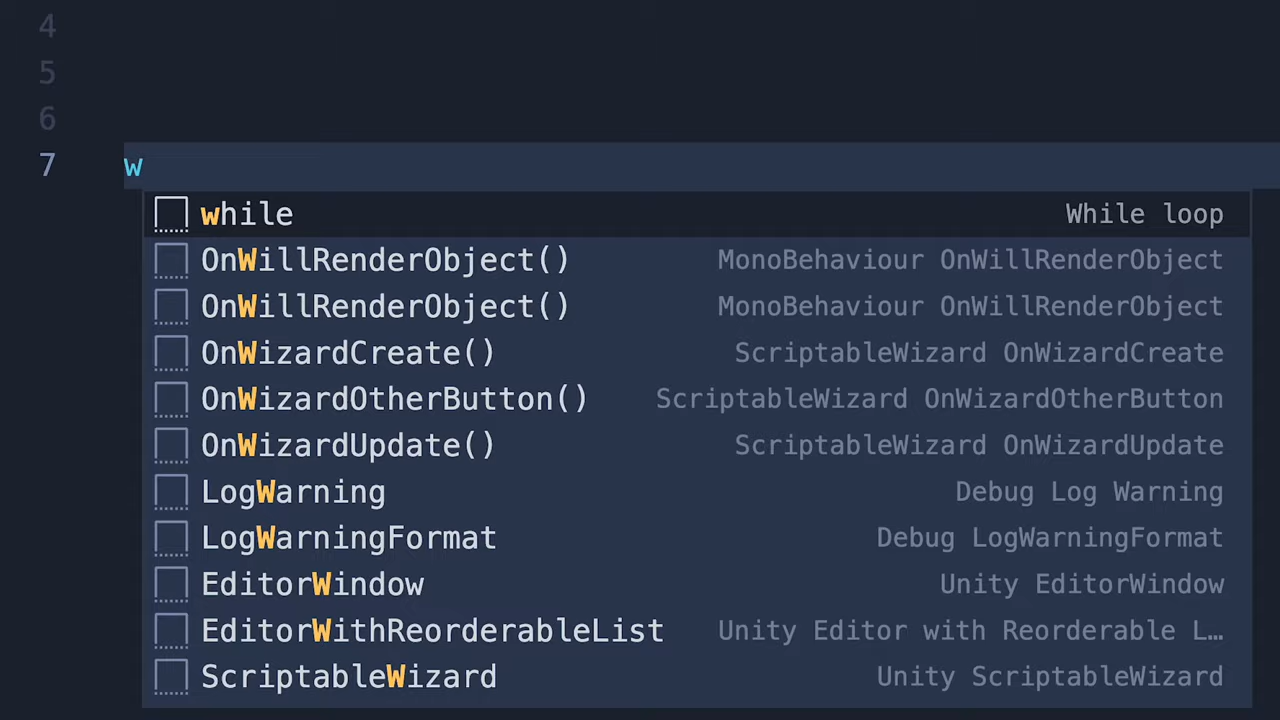 4
5
6
7 w
while While loop
OnWillRenderObject() MonoBehaviour OnWillRenderObject
OnWillRenderObject() MonoBehaviour OnWillRenderObject
OnWizardCreate() ScriptableWizard OnWizardCreate
OnWizardOtherButton() ScriptableWizard OnWizardOtherButton
OnWizardUpdate() ScriptableWizard OnWizardUpdate
LogWarning Debug Log Warning
LogWarningFormat Debug LogWarningFormat
EditorWindow Unity EditorWindow
EditorWithReorderableList Unity Editor with Reorderable L…
ScriptableWizard Unity ScriptableWizard